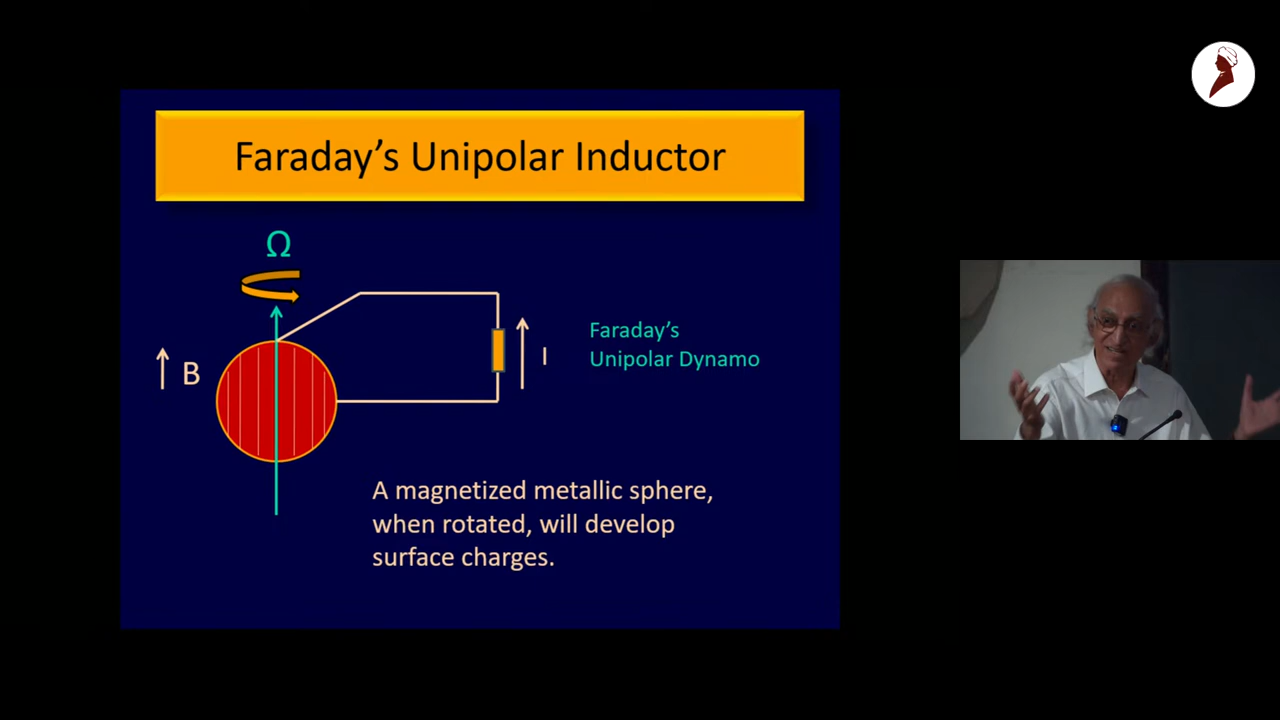 Faraday’s Unipolar Inductor
Ω
B
I
Faraday’s
Unipolar Dynamo
A magnetized metallic sphere,
when rotated, will develop
surface charges.